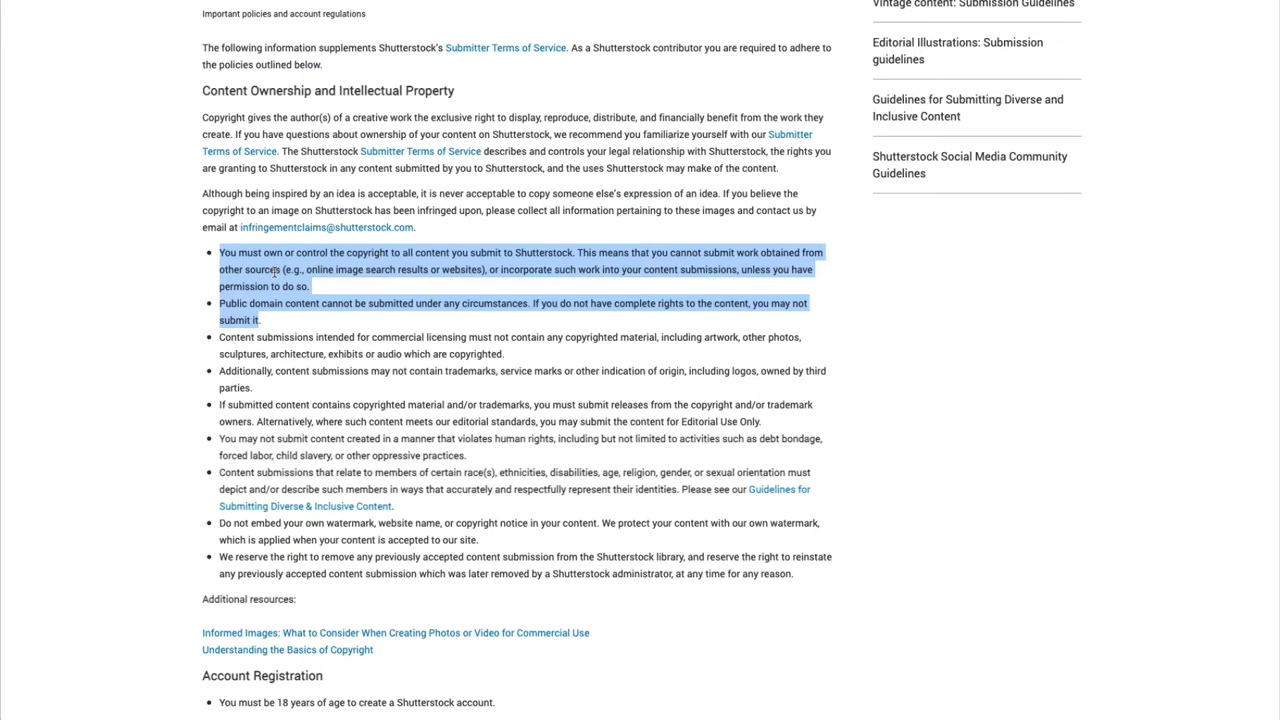 Important policies and account regulations
The following information supplements Shutterstock's Submitter Terms of Service. As a Shutterstock contributor you are required to adhere to
the policies outlined below.
Content Ownership and Intellectual Property
Copyright gives the author(s) of a creative work the exclusive right to display, reproduce, distribute, and financially benefit from the work they
create. If you have questions about ownership of your content on Shutterstock, we recommend you familiarize yourself with our Submitter
Terms of Service. The Shutterstock Submitter Terms of Service describes and controls your legal relationship with Shutterstock, the rights you
are granting to Shutterstock in any content submitted by you to Shutterstock, and the uses Shutterstock may make of the content.
Although being inspired by an idea is acceptable, it is never acceptable to copy someone else's expression of an idea. If you believe the
copyright to an image on Shutterstock has been infringed upon, please collect all information pertaining to these images and contact us by
email at infringementclaims@shutterstock.com.
• You must own or control the copyright to all content you submit to Shutterstock. This means that you cannot submit work obtained from
other sources (e.g., online image search results or websites), or incorporate such work into your content submissions, unless you have
permission to do so.
• Public domain content cannot be submitted under any circumstances. If you do not have complete rights to the content, you may not
submit it.
• Content submissions intended for commercial licensing must not contain any copyrighted material, including artwork, other photos,
sculptures, architecture, exhibits or audio which are copyrighted.
• Additionally, content submissions may not contain trademarks, service marks or other indication of origin, including logos, owned by third
parties.
• If submitted content contains copyrighted material and/or trademarks, you must submit releases from the copyright and/or trademark
owners. Alternatively, where such content meets our editorial standards, you may submit the content for Editorial Use Only.
• You may not submit content created in a manner that violates human rights, including but not limited to activities such as debt bondage,
forced labor, child slavery, or other oppressive practices.
• Content submissions that relate to members of certain race(s), ethnicities, disabilities, age, religion, gender, or sexual orientation must
depict and/or describe such members in ways that accurately and respectfully represent their identities. Please see our Guidelines for
Submitting Diverse & Inclusive Content.
• Do not embed your own watermark, website name, or copyright notice in your content. We protect your content with our own watermark,
which is applied when your content is accepted to our site.
• We reserve the right to remove any previously accepted content submission from the Shutterstock library, and reserve the right to reinstate
any previously accepted content submission which was later removed by a Shutterstock administrator, at any time for any reason.
Additional resources:
Informed Images: What to Consider When Creating Photos or Video for Commercial Use
Understanding the Basics of Copyright
Account Registration
• You must be 18 years of age to create a Shutterstock account.
Vintage content: Submission Guidelines
Editorial Illustrations: Submission
guidelines
Guidelines for Submitting Diverse and
Inclusive Content
Shutterstock Social Media Community
Guidelines